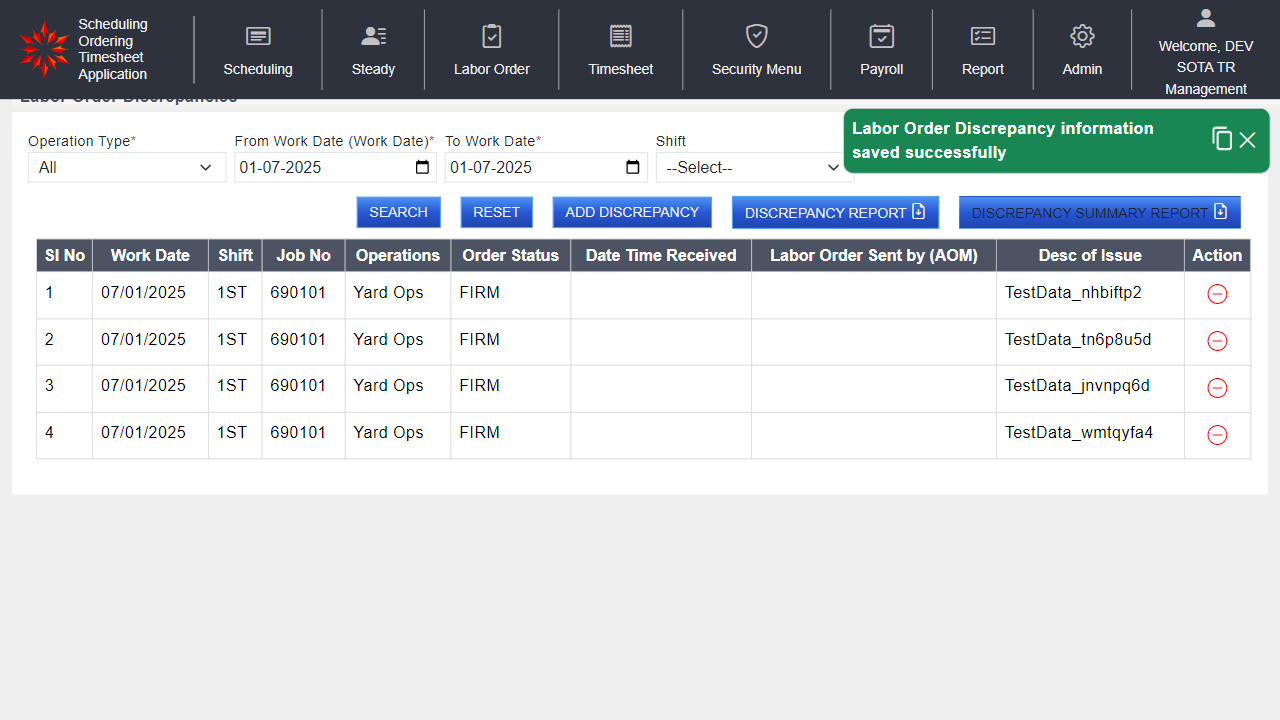 Scheduling
Ordering
Timesheet
Application
Scheduling
Steady
Labor Order
Timesheet
Security Menu
Payroll
Report
Admin
Welcome, DEV
SOTA TR
Management
Labor Order Discrepancies
Labor Order Discrepancy information
saved successfully
Operation Type* From Work Date (Work Date)* To Work Date* Shift
All 01-07-2025 01-07-2025 --Select--
SEARCH RESET ADD DISCREPANCY DISCREPANCY REPORT DISCREPANCY SUMMARY REPORT
Sl No Work Date Shift Job No Operations Order Status Date Time Received Labor Order Sent by (AOM) Desc of Issue Action
1 07/01/2025 1ST 690101 Yard Ops FIRM TestData_nhbiftp2
2 07/01/2025 1ST 690101 Yard Ops FIRM TestData_tn6p8u5d
3 07/01/2025 1ST 690101 Yard Ops FIRM TestData_jnvnpq6d
4 07/01/2025 1ST 690101 Yard Ops FIRM TestData_wmtqyfa4